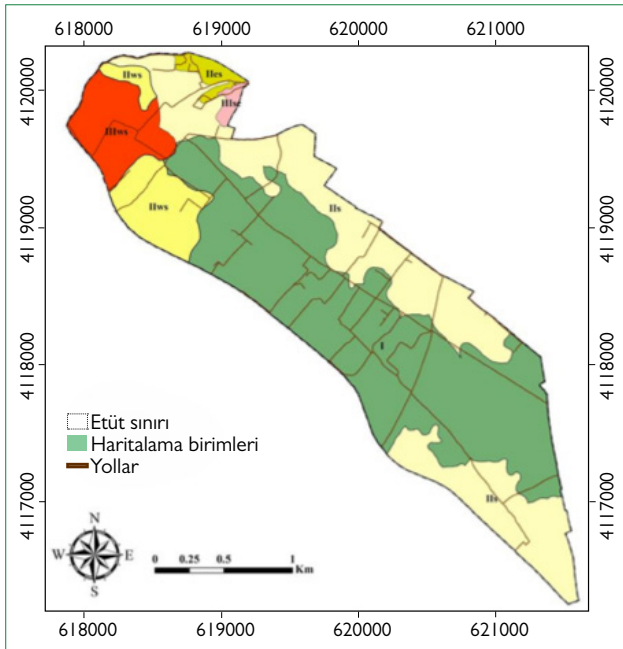 618000 619000 620000 621000
4120000 4120000
IIws IIes
IIIse
IIIws
IIws
4119000 4119000
IIs
I
4118000 4118000
Etüt sınırı
Haritalama birimleri
Yollar
IIs
4117000 4117000
N
W E
S
0 0.25 0.5 1
Km
618000 619000 620000 621000